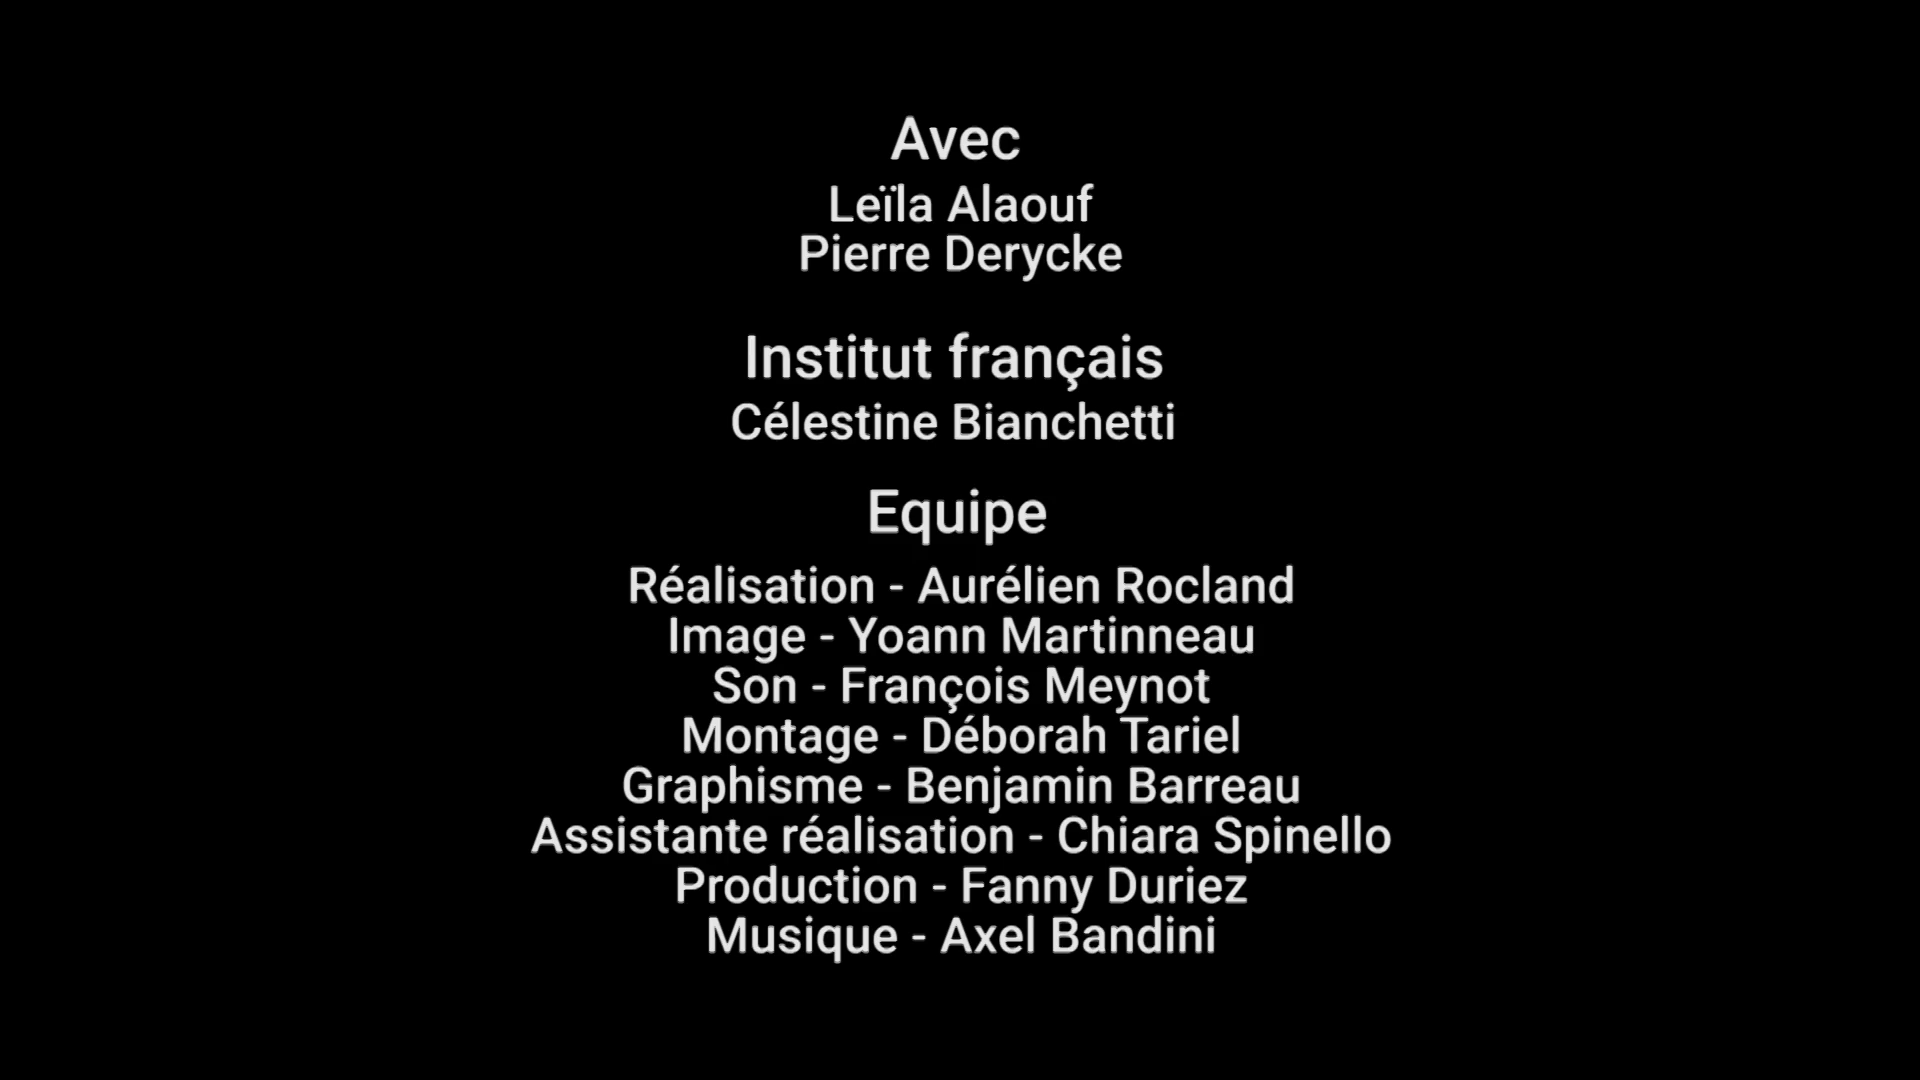 Avec
Leïla Alaouf
Pierre Derycke
Institut français
Célestine Bianchetti
Equipe
Réalisation - Aurélien Rocland
Image - Yoann Martinneau
Son - François Meynot
Montage - Déborah Tariel
Graphisme - Benjamin Barreau
Assistante réalisation - Chiara Spinello
Production - Fanny Duriez
Musique - Axel Bandini